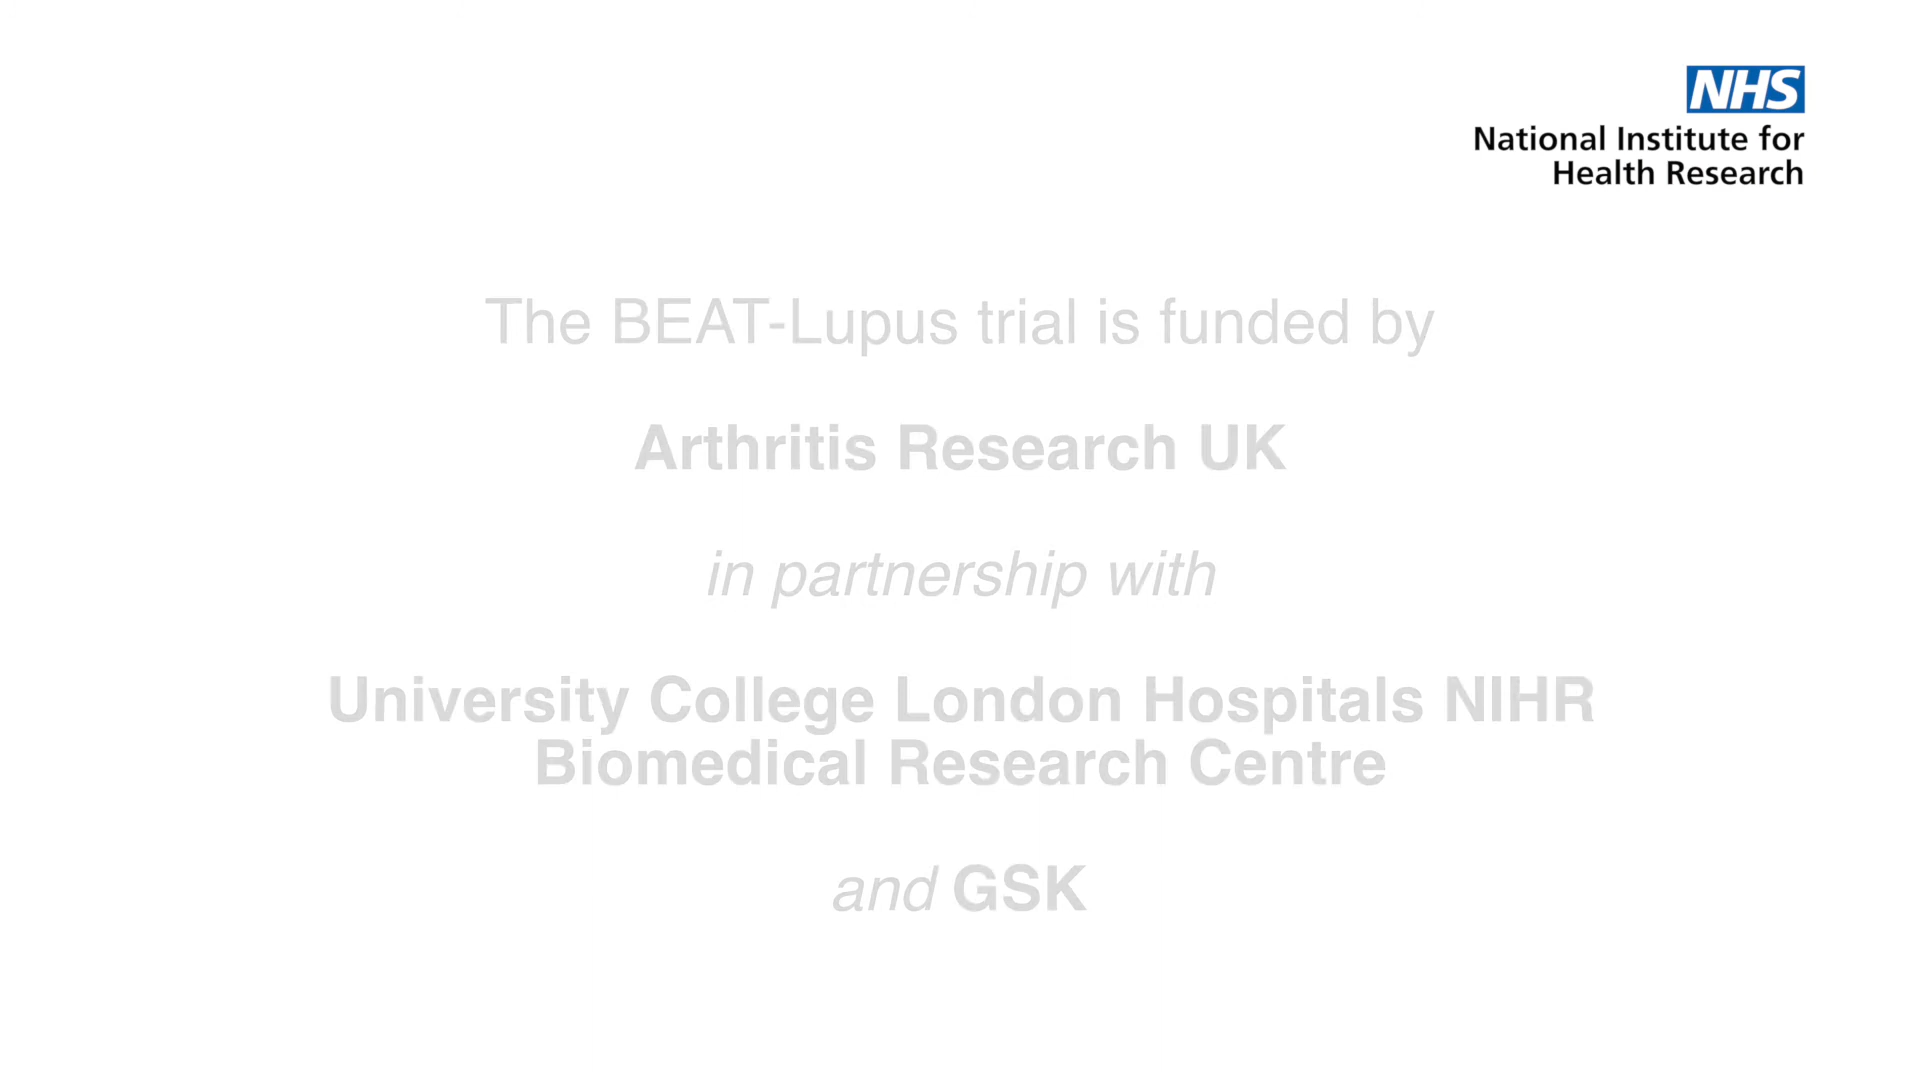 NHS
National Institute for
Health Research
The BEAT-Lupus trial is funded by
Arthritis Research UK
in partnership with
University College London Hospitals NIHR
Biomedical Research Centre
and GSK